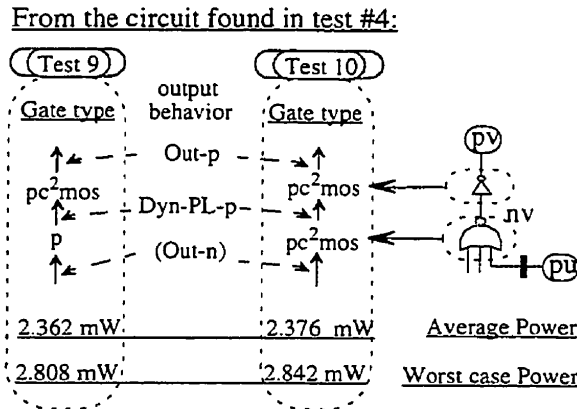 From the circuit found in test #4:
Test 9
Test 10
output
behavior
Gate type
Gate type
pv
Out-p
pc²mos
pc²mos
Dyn-PL-p
nv
p
pc²mos
(Out-n)
pu
2.362 mW
2.376 mW
Average Power
2.808 mW
2.842 mW
Worst case Power